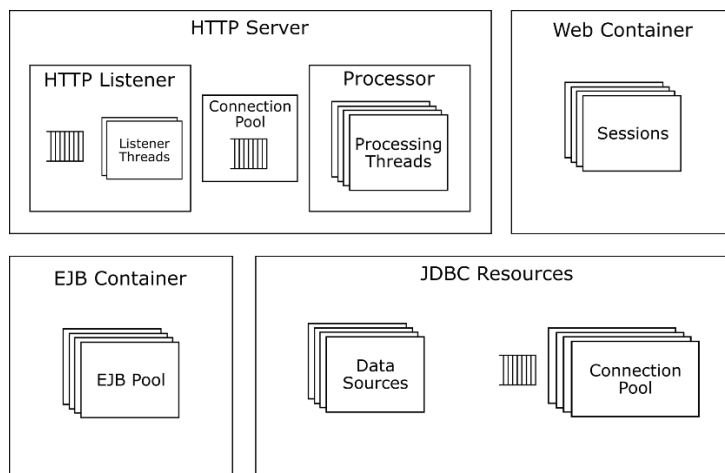 HTTP Server
HTTP Listener
Listener
Threads
Connection
Pool
Processor
Processing
Threads
Web Container
Sessions
EJB Container
EJB Pool
JDBC Resources
Data
Sources
Connection
Pool